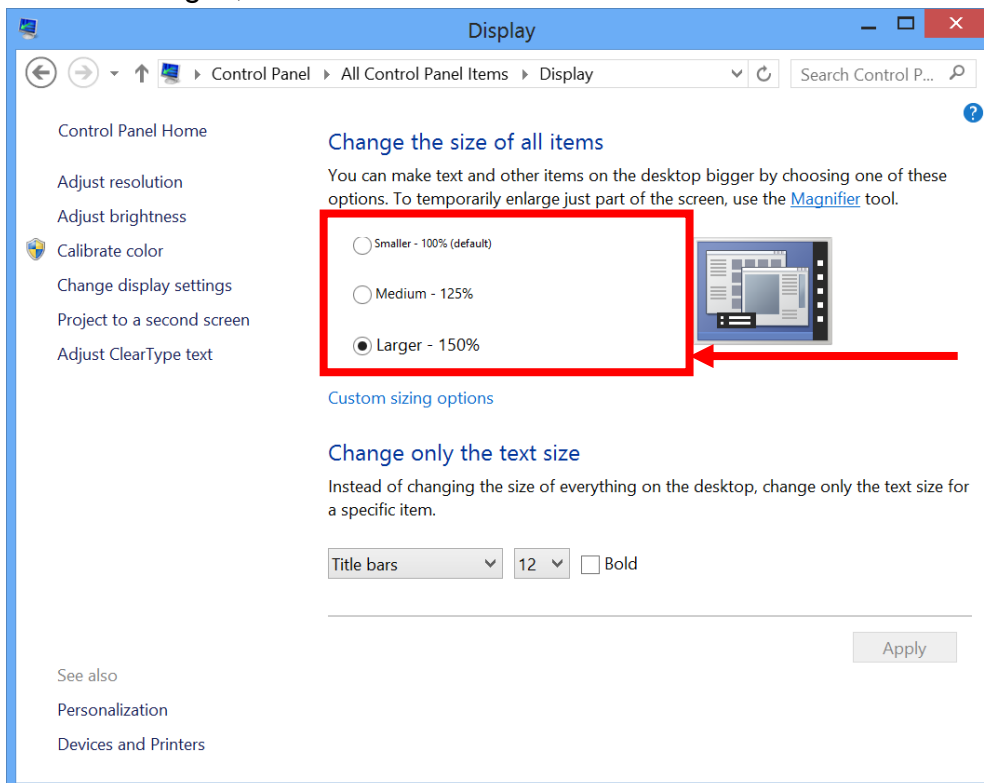 Display
Control Panel ▸ All Control Panel Items ▸ Display
Search Control P...
Control Panel Home
Adjust resolution
Adjust brightness
Calibrate color
Change display settings
Project to a second screen
Adjust ClearType text
Change the size of all items
You can make text and other items on the desktop bigger by choosing one of these
options. To temporarily enlarge just part of the screen, use the Magnifier tool.
Smaller - 100% (default)
Medium - 125%
Larger - 150%
Custom sizing options
Change only the text size
Instead of changing the size of everything on the desktop, change only the text size for
a specific item.
Title bars 12 Bold
Apply
See also
Personalization
Devices and Printers